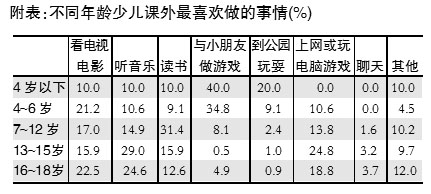 附表:不同年龄少儿课外最喜欢做的事情(%)
看电视电影 听音乐 读书 与小朋友做游戏 到公园玩耍 上网或玩电脑游戏 聊天 其他
4 岁以下 10.0 10.0 10.0 40.0 20.0 0.0 0.0 10.0
4~6 岁 21.2 10.6 9.1 34.8 9.1 10.6 0.0 4.5
7~12 岁 17.0 14.9 31.4 8.1 2.4 13.8 1.6 10.2
13~15岁 15.9 29.0 15.9 0.5 1.0 24.8 3.2 9.7
16~18岁 22.5 24.6 12.6 4.9 0.9 18.8 3.7 12.0